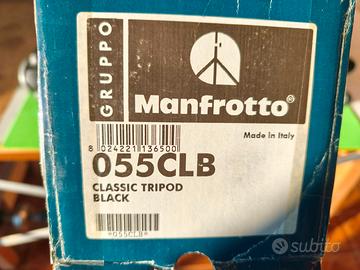 GRUPPO
Manfrotto®
Made in Italy
8 024221 136500
055CLB
CLASSIC TRIPOD
BLACK
*055CLB*
subito